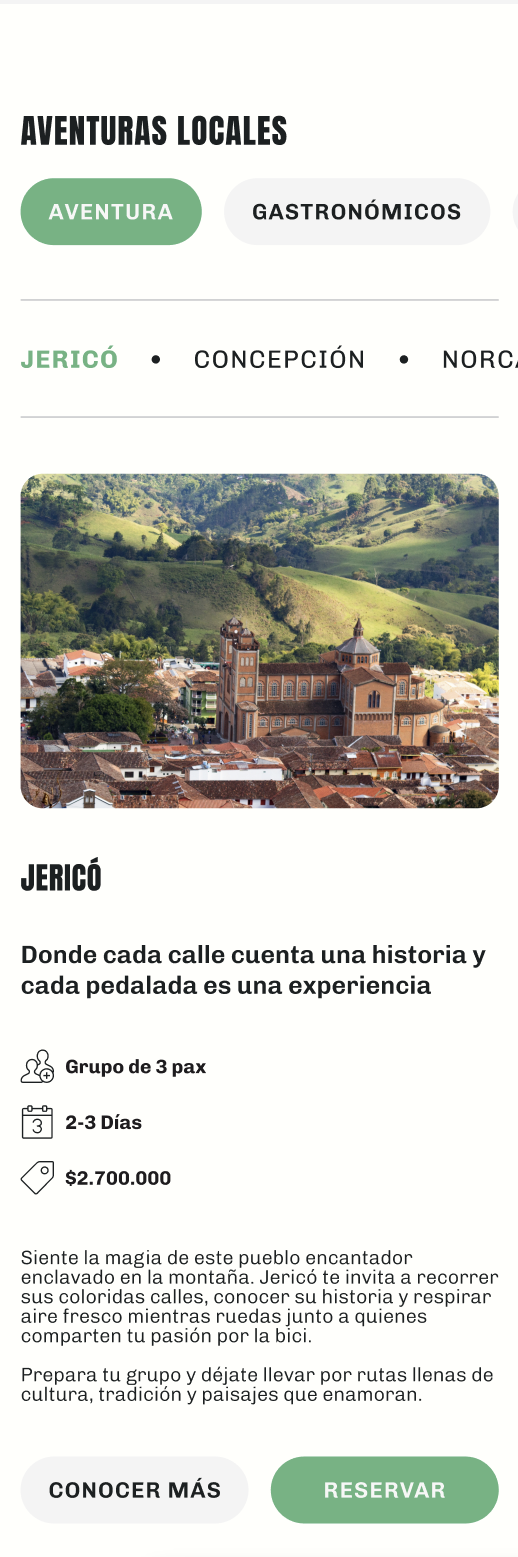 AVENTURAS LOCALES
AVENTURA
GASTRONÓMICOS
JERICÓ • CONCEPCIÓN • NORCA
JERICÓ
Donde cada calle cuenta una historia y
cada pedalada es una experiencia
Grupo de 3 pax
3
2-3 Días
$2.700.000
Siente la magia de este pueblo encantador
enclavado en la montaña. Jericó te invita a recorrer
sus coloridas calles, conocer su historia y respirar
aire fresco mientras ruedas junto a quienes
comparten tu pasión por la bici.
Prepara tu grupo y déjate llevar por rutas llenas de
cultura, tradición y paisajes que enamoran.
CONOCER MÁS
RESERVAR